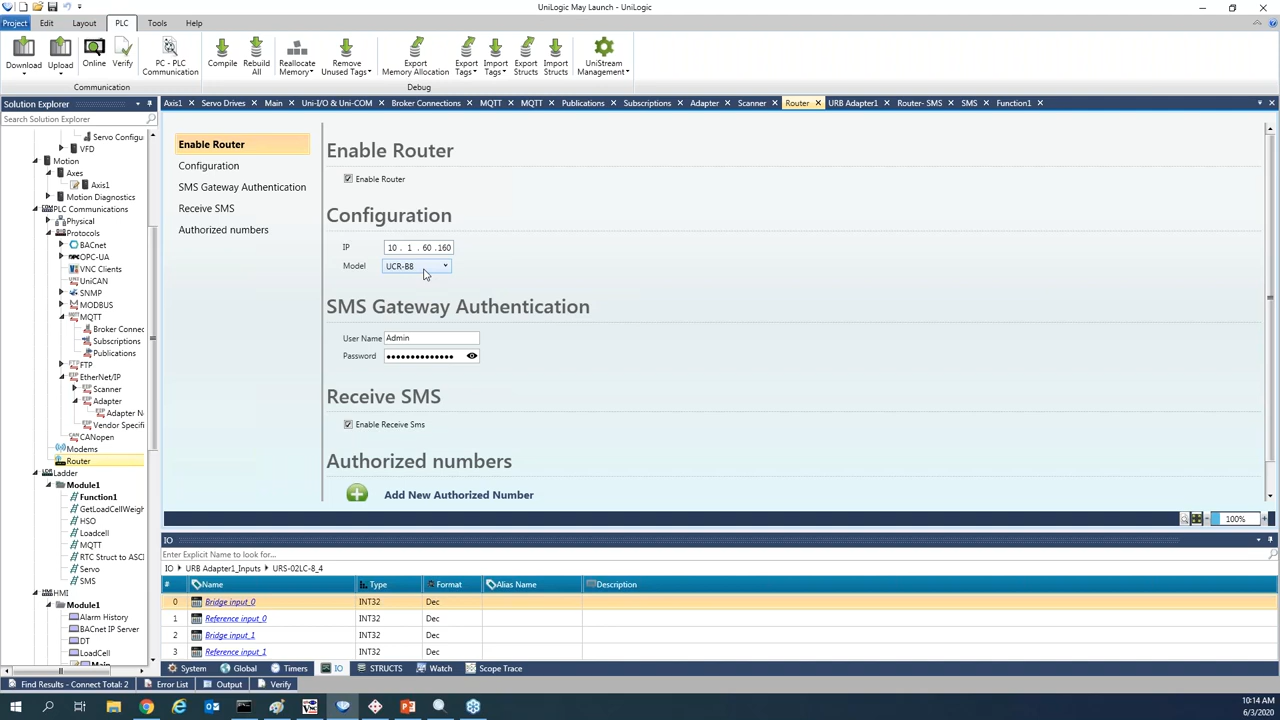 UniLogic May Launch - UniLogic
Project Edit Layout PLC Tools Help
Download Upload Online Verify PC - PLC Communication Compile Rebuild All Reallocate Memory Remove Unused Tags Export Memory Allocation Export Tags Import Tags Export Structs Import Structs UniStream Management
Communication Debug
Solution Explorer
Axis1 Servo Drives Main Uni-I/O & Uni-COM Broker Connections MQTT MQTT Publications Subscriptions Adapter Scanner Router URB Adapter1 Router- SMS SMS Function1
Search Solution Explorer
Servo Configu
VFD
Motion
Axes
Axis1
Motion Diagnostics
PLC Communications
Physical
Protocols
BACnet
OPC-UA
VNC Clients
UniCAN
SNMP
MODBUS
MQTT
Broker Connec
Subscriptions
Publications
FTP
EtherNet/IP
Scanner
Adapter
Adapter N
Vendor Specifi
CANopen
Modems
Router
Ladder
Module1
Function1
GetLoadCellWeigh
HSO
Loadcell
MQTT
RTC Struct to ASCI
Servo
SMS
HMI
Module1
Alarm History
BACnet IP Server
DT
LoadCell
Main
Enable Router
Configuration
SMS Gateway Authentication
Receive SMS
Authorized numbers
Enable Router
Enable Router
Configuration
IP 10 . 1 . 60 .160
Model UCR-B8
SMS Gateway Authentication
User Name Admin
Password ●●●●●●●●●●●●●●
Receive SMS
Enable Receive Sms
Authorized numbers
Add New Authorized Number
100%
IO
Enter Explicit Name to look for...
IO URB Adapter1_Inputs URS-02LC-8_4
# Name Type Format Alias Name Description
0 Bridge input_0 INT32 Dec
1 Reference input_0 INT32 Dec
2 Bridge input_1 INT32 Dec
3 Reference input_1 INT32 Dec
System Global Timers IO STRUCTS Watch Scope Trace
Find Results - Connect Total: 2 Error List Output Verify
10:14 AM
6/3/2020